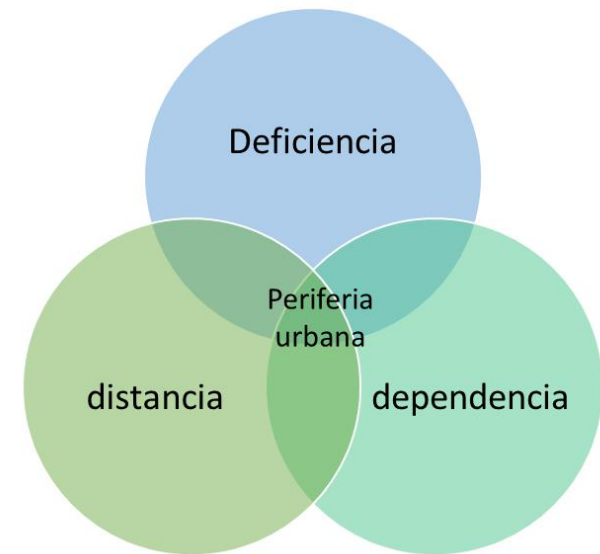 Deficiencia
Periferia
urbana
distancia
dependencia